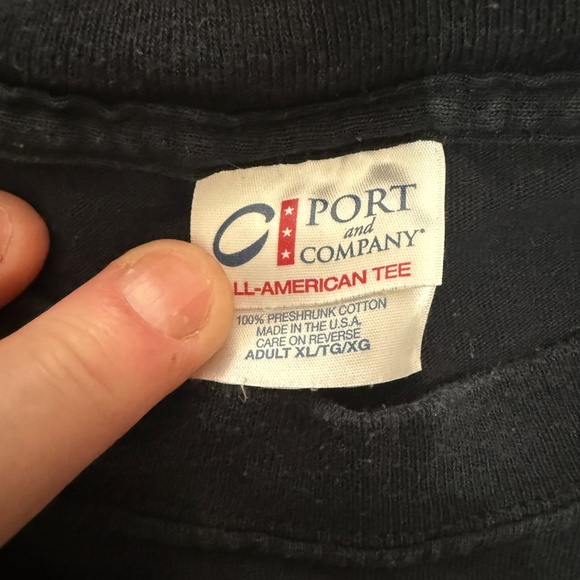 PORT
and
COMPANY®
LL-AMERICAN TEE
100% PRESHRUNK COTTON
MADE IN THE U.S.A.
CARE ON REVERSE
ADULT XL/TG/XG